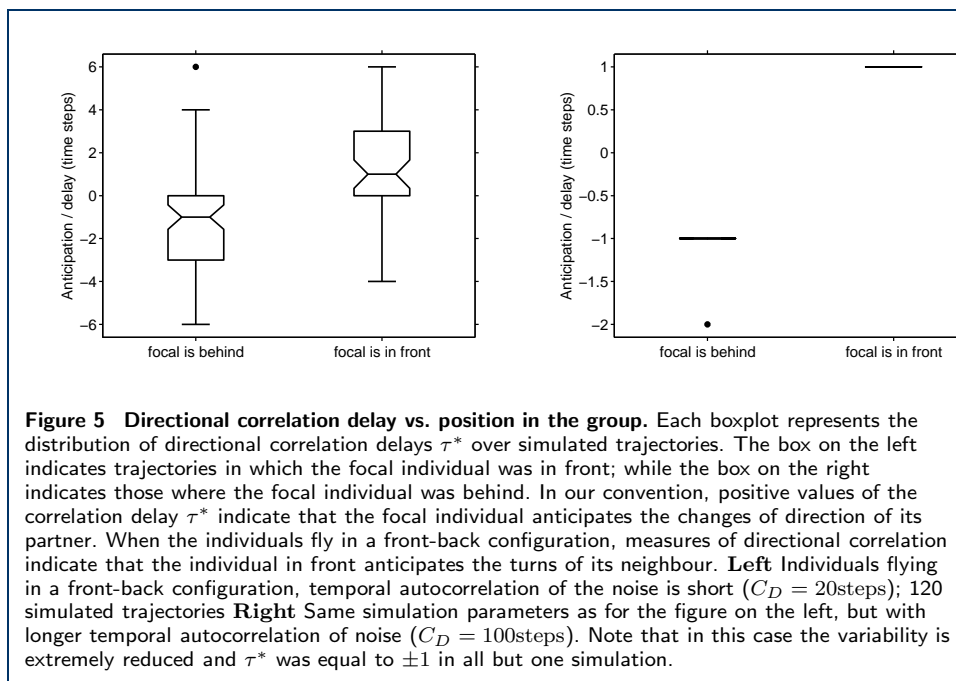 6
4
2
0
−2
−4
−6
Anticipation / delay (time steps)
focal is behind
focal is in front
1
0.5
0
−0.5
−1
−1.5
−2
Anticipation / delay (time steps)
focal is behind
focal is in front
Figure 5 Directional correlation delay vs. position in the group. Each boxplot represents the
distribution of directional correlation delays τ* over simulated trajectories. The box on the left
indicates trajectories in which the focal individual was in front; while the box on the right
indicates those where the focal individual was behind. In our convention, positive values of the
correlation delay τ* indicate that the focal individual anticipates the changes of direction of its
partner. When the individuals fly in a front-back configuration, measures of directional correlation
indicate that the individual in front anticipates the turns of its neighbour. Left Individuals flying
in a front-back configuration, temporal autocorrelation of the noise is short (C_D = 20steps); 120
simulated trajectories Right Same simulation parameters as for the figure on the left, but with
longer temporal autocorrelation of noise (C_D = 100steps). Note that in this case the variability is
extremely reduced and τ* was equal to ±1 in all but one simulation.